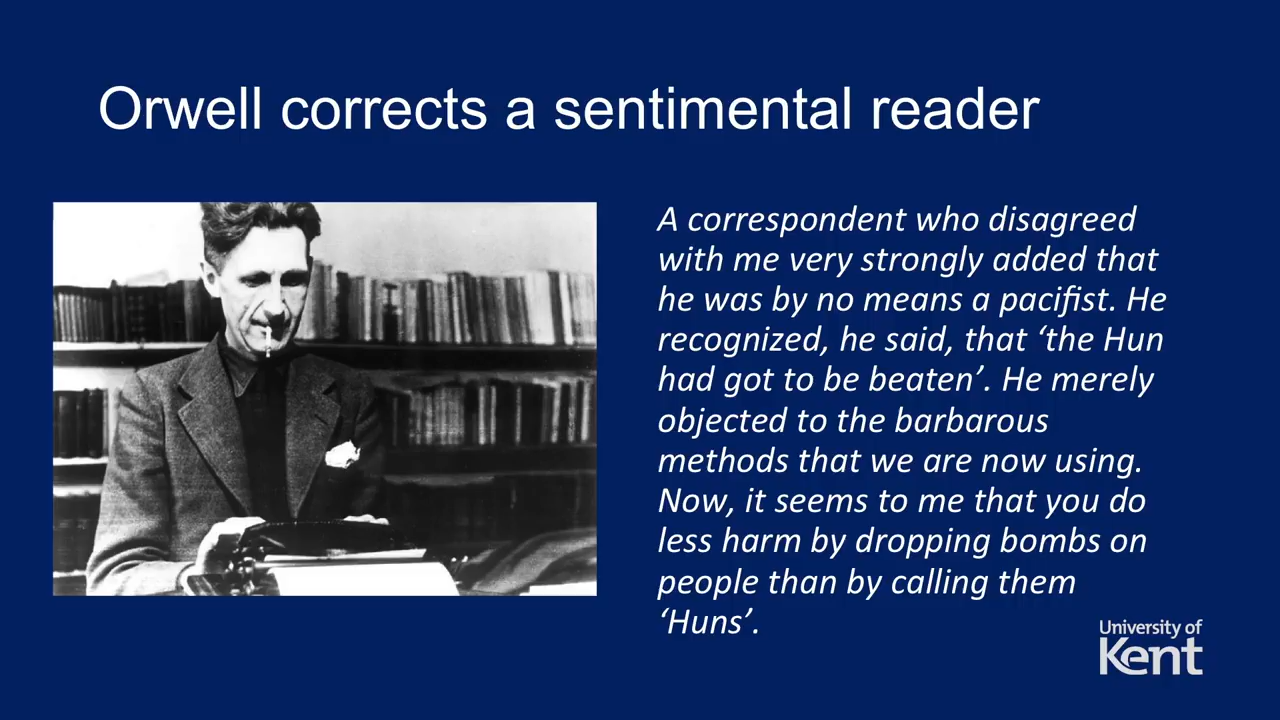 Orwell corrects a sentimental reader
A correspondent who disagreed
with me very strongly added that
he was by no means a pacifist. He
recognized, he said, that ‘the Hun
had got to be beaten’. He merely
objected to the barbarous
methods that we are now using.
Now, it seems to me that you do
less harm by dropping bombs on
people than by calling them
‘Huns’.
University of
Kent